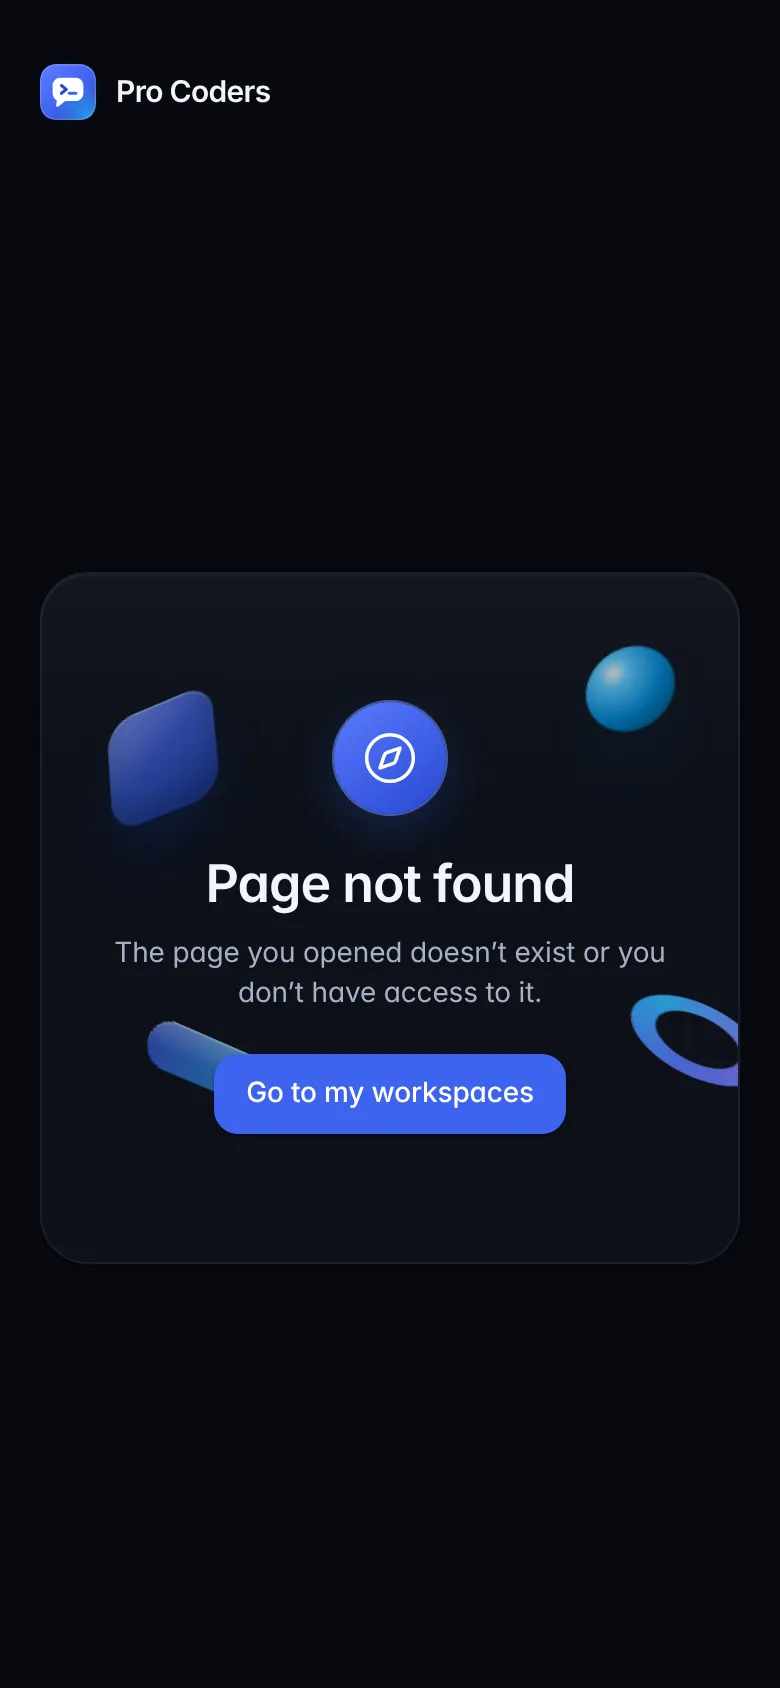 Pro Coders
Page not found
The page you opened doesn’t exist or you
don’t have access to it.
Go to my workspaces